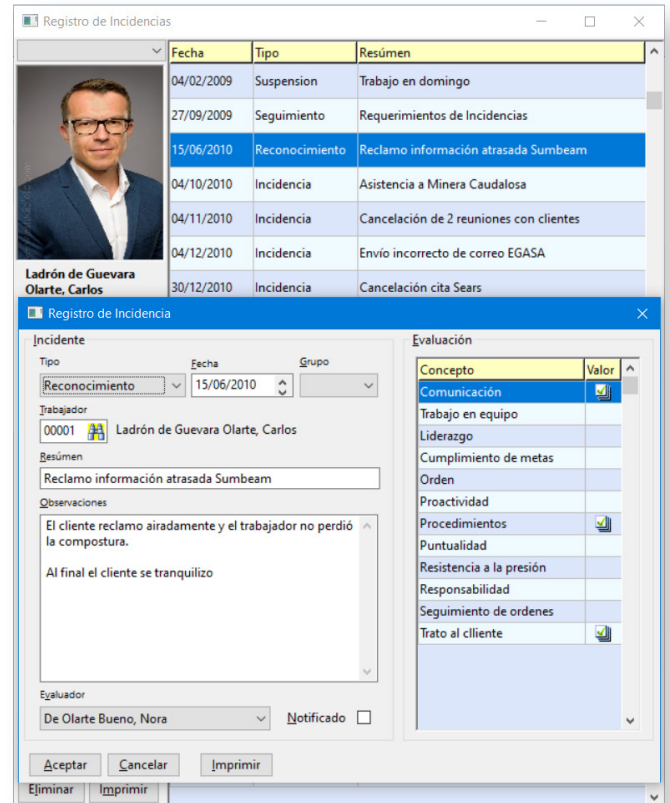 Registro de Incidencias
Fecha Tipo Resúmen
04/02/2009 Suspension Trabajo en domingo
27/09/2009 Seguimiento Requerimientos de Incidencias
15/06/2010 Reconocimiento Reclamo información atrasada Sumbeam
04/10/2010 Incidencia Asistencia a Minera Caudalosa
04/11/2010 Incidencia Cancelación de 2 reuniones con clientes
04/12/2010 Incidencia Envío incorrecto de correo EGASA
30/12/2010 Incidencia Cancelación cita Sears
Ladrón de Guevara
Olarte, Carlos
Registro de Incidencia
Incidente
Tipo Fecha Grupo
Reconocimiento 15/06/2010
Trabajador
00001 Ladrón de Guevara Olarte, Carlos
Resúmen
Reclamo información atrasada Sumbeam
Observaciones
El cliente reclamo airadamente y el trabajador no perdió
la compostura.
Al final el cliente se tranquilizo
Evaluador
De Olarte Bueno, Nora Notificado
Evaluación
Concepto Valor
Comunicación
Trabajo en equipo
Liderazgo
Cumplimiento de metas
Orden
Proactividad
Procedimientos
Puntualidad
Resistencia a la presión
Responsabilidad
Seguimiento de ordenes
Trato al clliente
Aceptar Cancelar Imprimir
Eliminar Imprimir